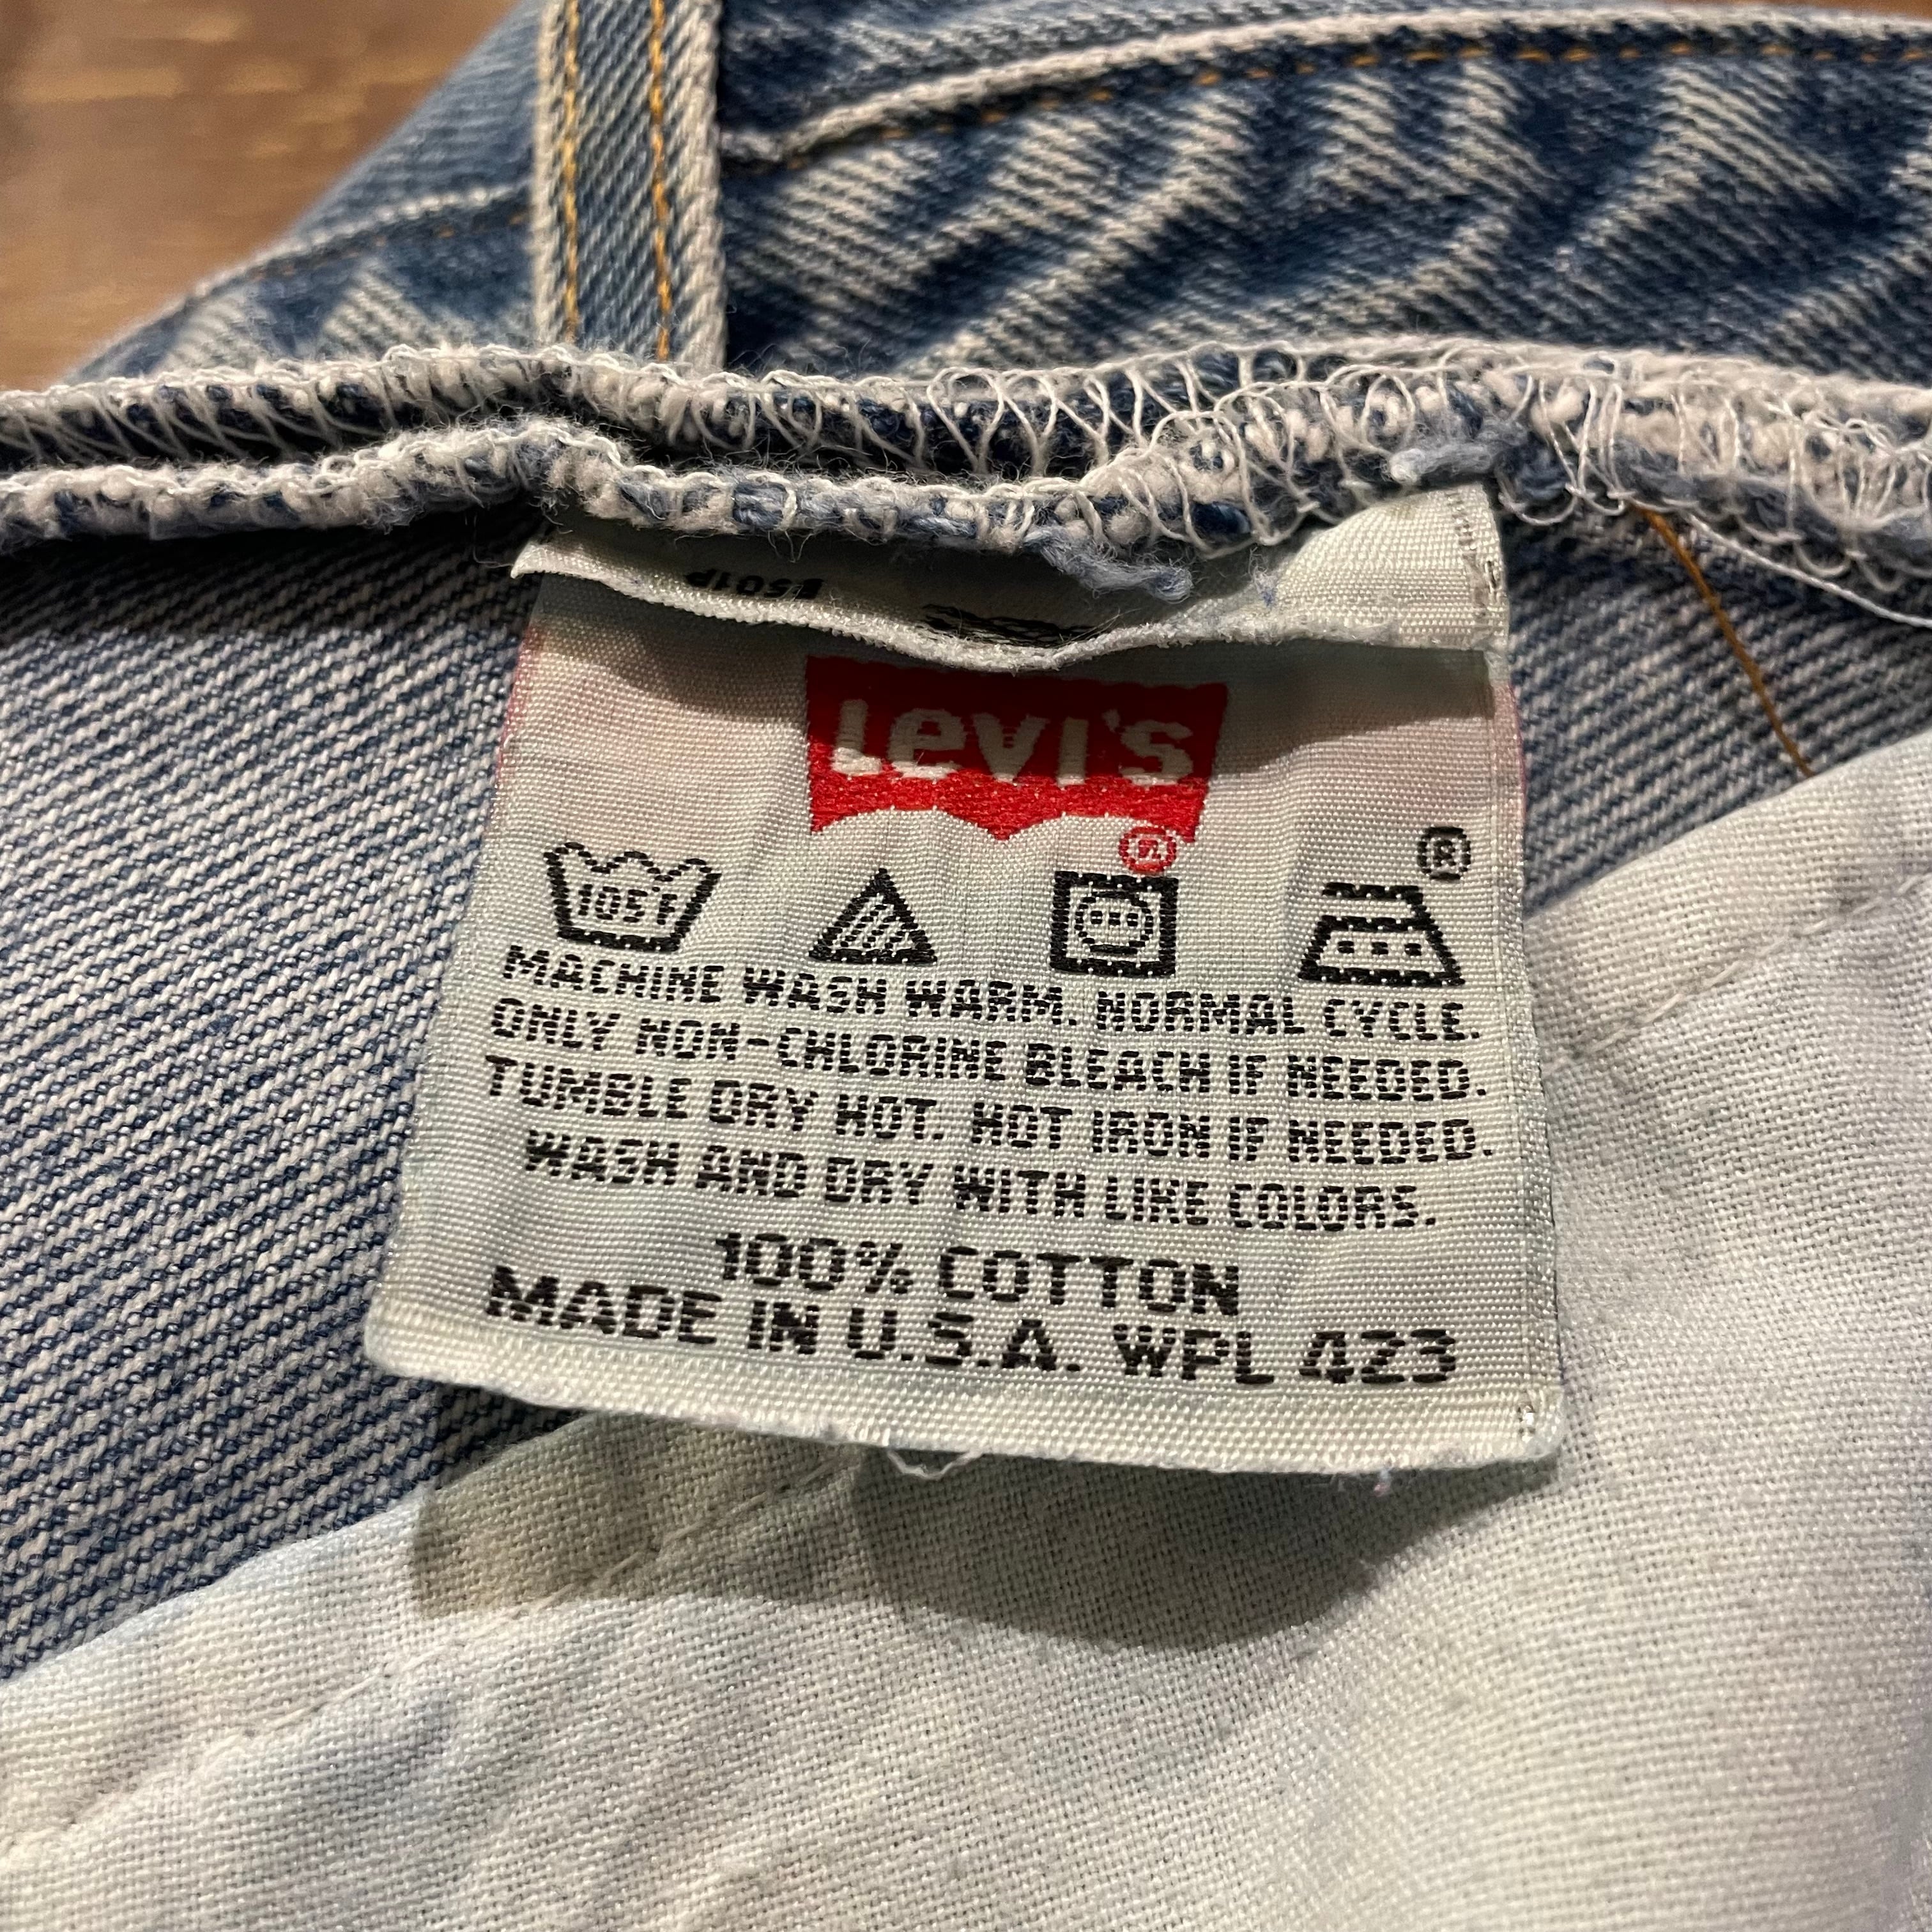 Levi's
®
®
105°F
MACHINE WASH WARM. NORMAL CYCLE.
ONLY NON-CHLORINE BLEACH IF NEEDED.
TUMBLE DRY HOT. HOT IRON IF NEEDED.
WASH AND DRY WITH LIKE COLORS.
100% COTTON
MADE IN U.S.A. WPL 423